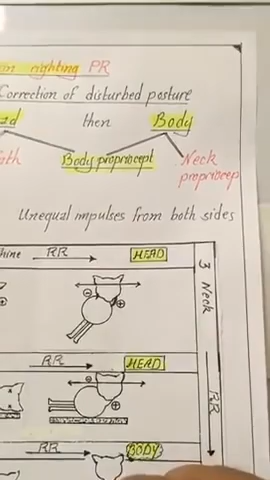 righting PR
Correction of disturbed posture
then Body
Body propriocept
Neck
propriocep
Unequal impulses from both sides
RR HEAD
3 Neck
RR
RR HEAD
RR BODY